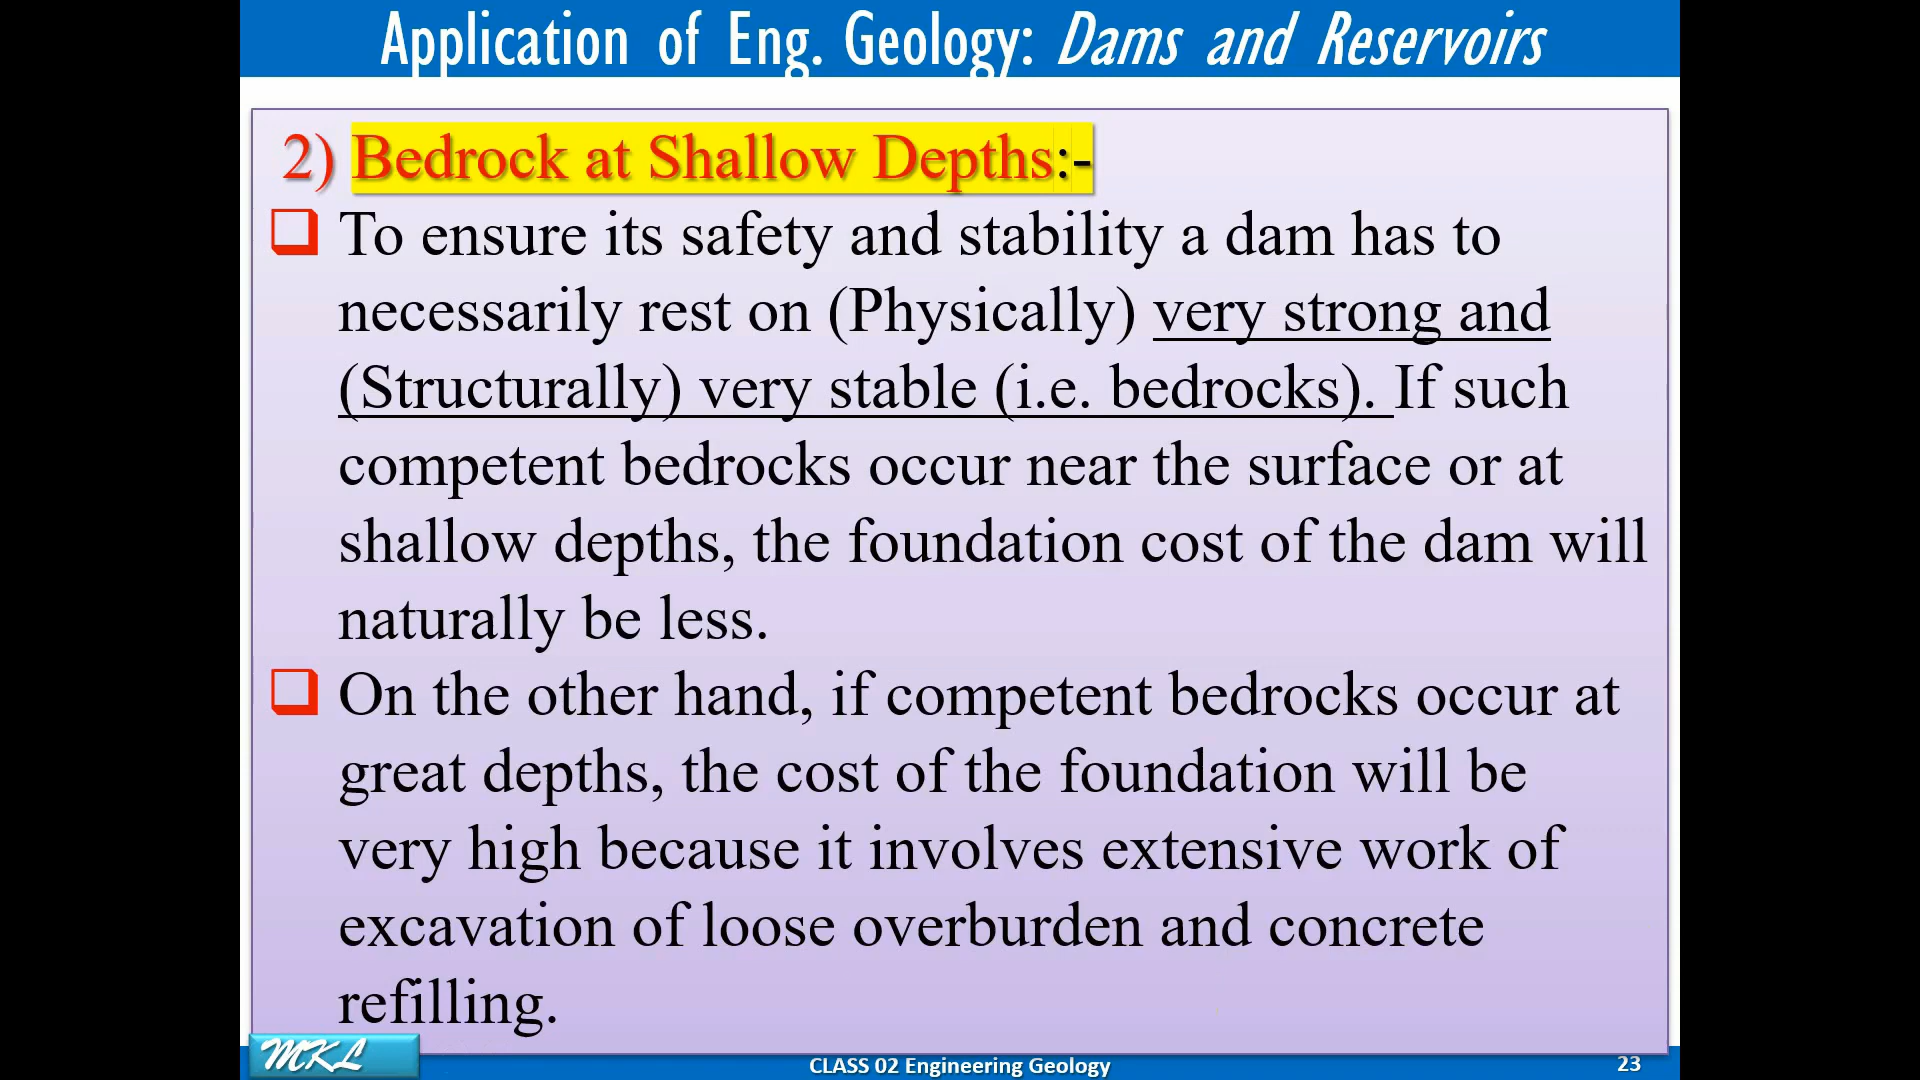 Application of Eng. Geology: Dams and Reservoirs
2) Bedrock at Shallow Depths:-
To ensure its safety and stability a dam has to
necessarily rest on (Physically) very strong and
(Structurally) very stable (i.e. bedrocks). If such
competent bedrocks occur near the surface or at
shallow depths, the foundation cost of the dam will
naturally be less.
On the other hand, if competent bedrocks occur at
great depths, the cost of the foundation will be
very high because it involves extensive work of
excavation of loose overburden and concrete
refilling.
MKL
CLASS 02 Engineering Geology
23